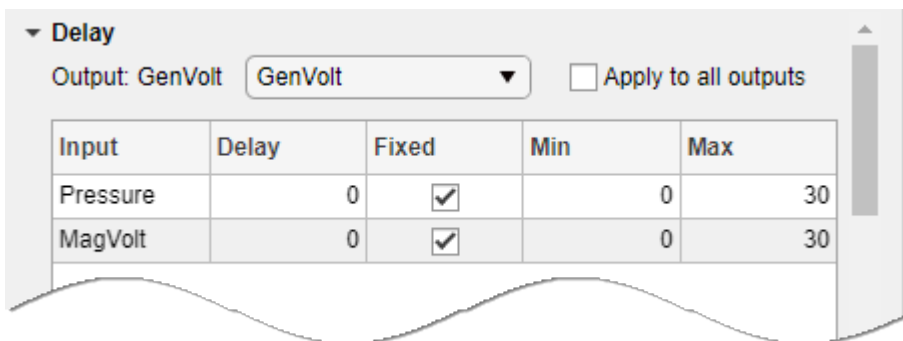 Delay
Output: GenVolt GenVolt Apply to all outputs
Input Delay Fixed Min Max
Pressure 0 0 30
MagVolt 0 0 30